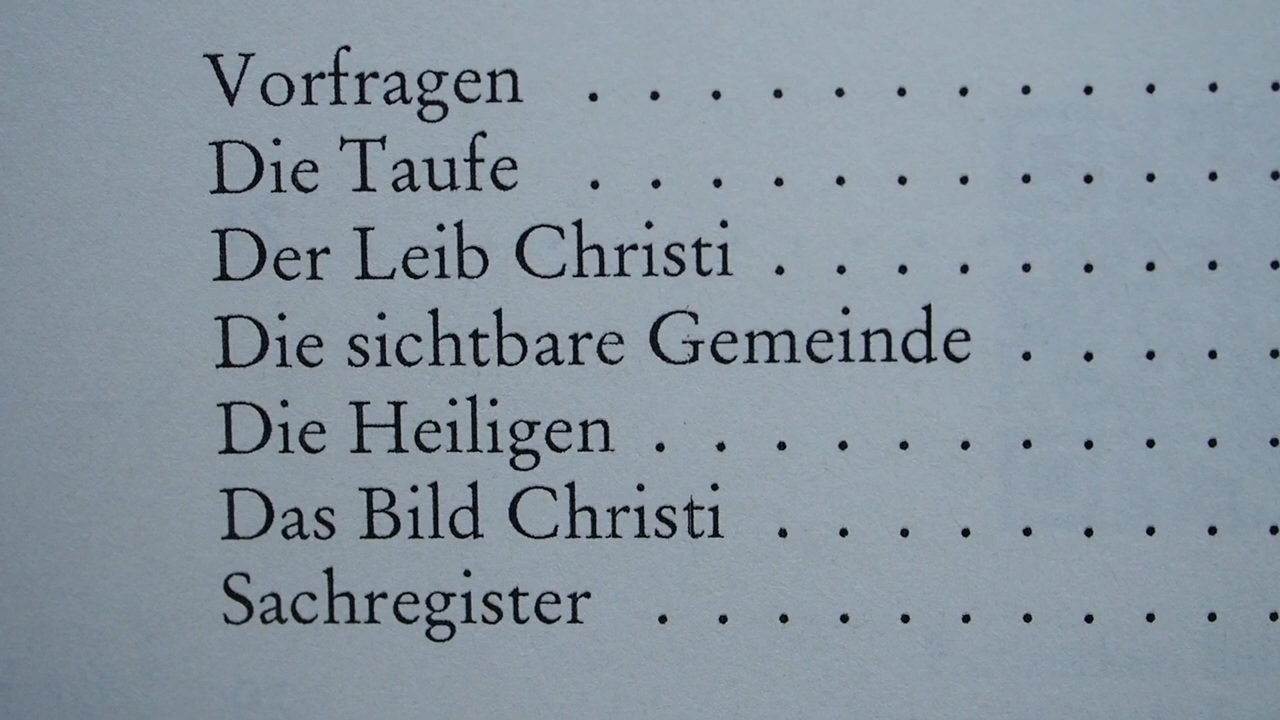 Vorfragen . . . . . . . . . . . .
Die Taufe . . . . . . . . . . . .
Der Leib Christi . . . . . . . . .
Die sichtbare Gemeinde . . . . .
Die Heiligen . . . . . . . . . . .
Das Bild Christi . . . . . . . . .
Sachregister . . . . . . . . . . .